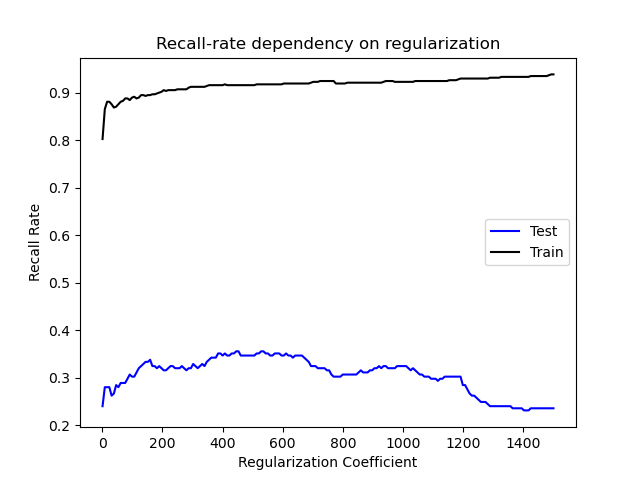 Recall-rate dependency on regularization
0.9
0.8
0.7
0.6
0.5
0.4
0.3
0.2
Recall Rate
Test
Train
0 200 400 600 800 1000 1200 1400
Regularization Coefficient